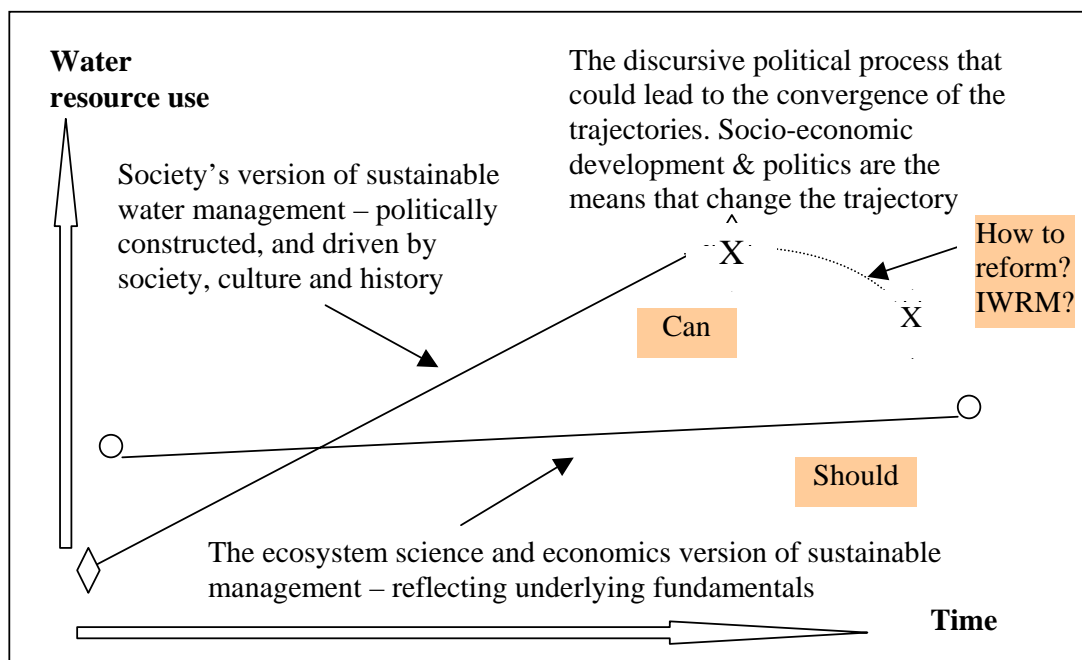 Water
resource use
The discursive political process that
could lead to the convergence of the
trajectories. Socio-economic
development & politics are the
means that change the trajectory
Society’s version of sustainable
water management – politically
constructed, and driven by
society, culture and history
How to
reform?
IWRM?
X
X
Can
Should
The ecosystem science and economics version of sustainable
management – reflecting underlying fundamentals
Time